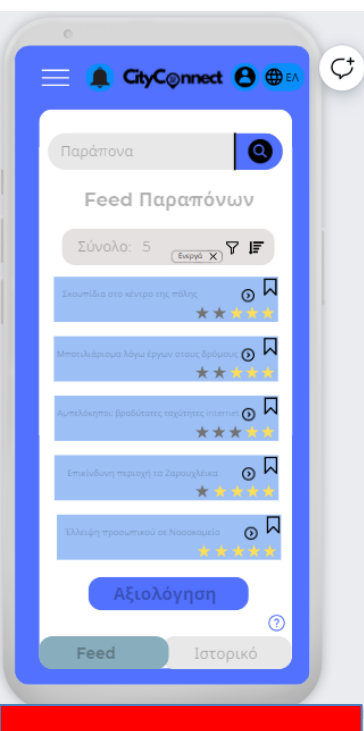 CityConnect ΕΛ
Παράπονα
Feed Παραπόνων
Σύνολο: 5
Ενεργά X
Σκουπίδια στο κέντρο της πόλης
Μποτιλιάρισμα λόγω έργων στους δρόμους
Αμπελόκηποι: βραδύτατες ταχύτητες internet
Επικίνδυνη περιοχή τα Ζαρουχλέικα
Έλλειψη προσωπικού σε Νοσοκομείο
Αξιολόγηση
?
Feed Ιστορικό